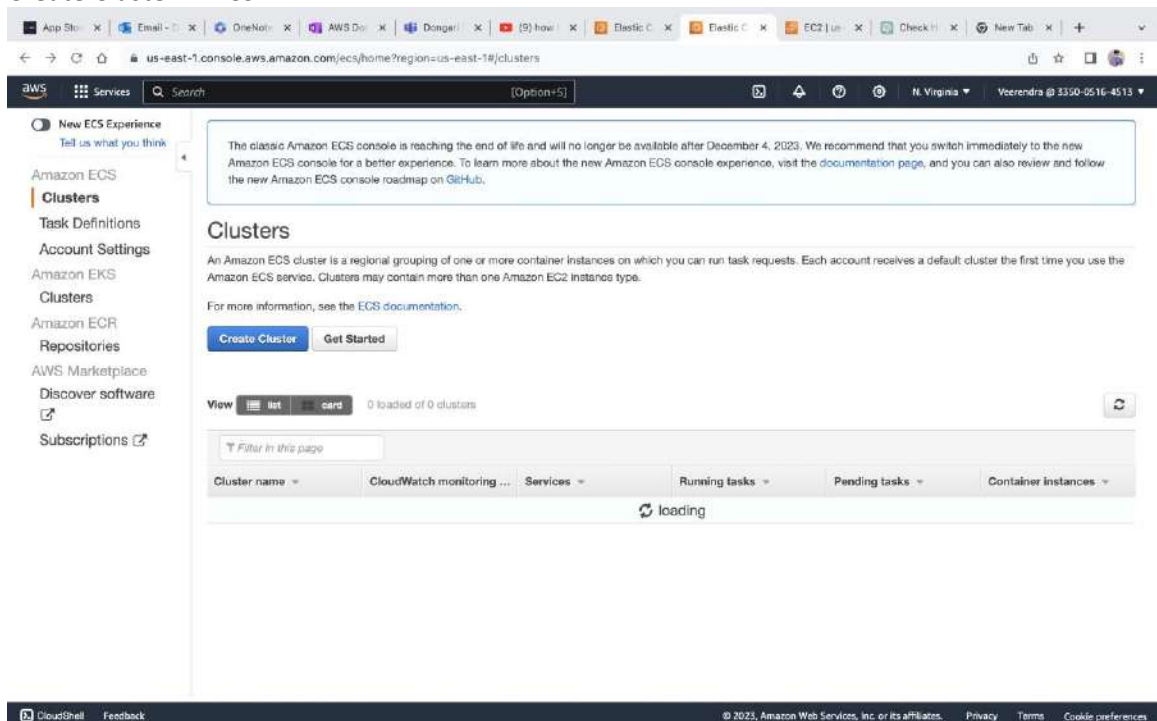 App Sto
Email -
OneNote
AWS Do
Dongari
(9) how
Elastic C
Elastic C
EC2 | us-
Check H
New Tab
us-east-1.console.aws.amazon.com/ecs/home?region=us-east-1#/clusters
aws
Services
Search
[Option+S]
N. Virginia
Veerendra @ 3350-0516-4513
New ECS Experience
Tell us what you think
Amazon ECS
Clusters
Task Definitions
Account Settings
Amazon EKS
Clusters
Amazon ECR
Repositories
AWS Marketplace
Discover software
Subscriptions
The classic Amazon ECS console is reaching the end of life and will no longer be available after December 4, 2023. We recommend that you switch immediately to the new
Amazon ECS console for a better experience. To learn more about the new Amazon ECS console experience, visit the documentation page, and you can also review and follow
the new Amazon ECS console roadmap on GitHub.
Clusters
An Amazon ECS cluster is a regional grouping of one or more container instances on which you can run task requests. Each account receives a default cluster the first time you use the
Amazon ECS service. Clusters may contain more than one Amazon EC2 instance type.
For more information, see the ECS documentation.
Create Cluster
Get Started
View
list
card
0 loaded of 0 clusters
Filter in this page
Cluster name
CloudWatch monitoring ...
Services
Running tasks
Pending tasks
Container instances
loading
CloudShell
Feedback
© 2023, Amazon Web Services, Inc. or its affiliates.
Privacy
Terms
Cookie preferences